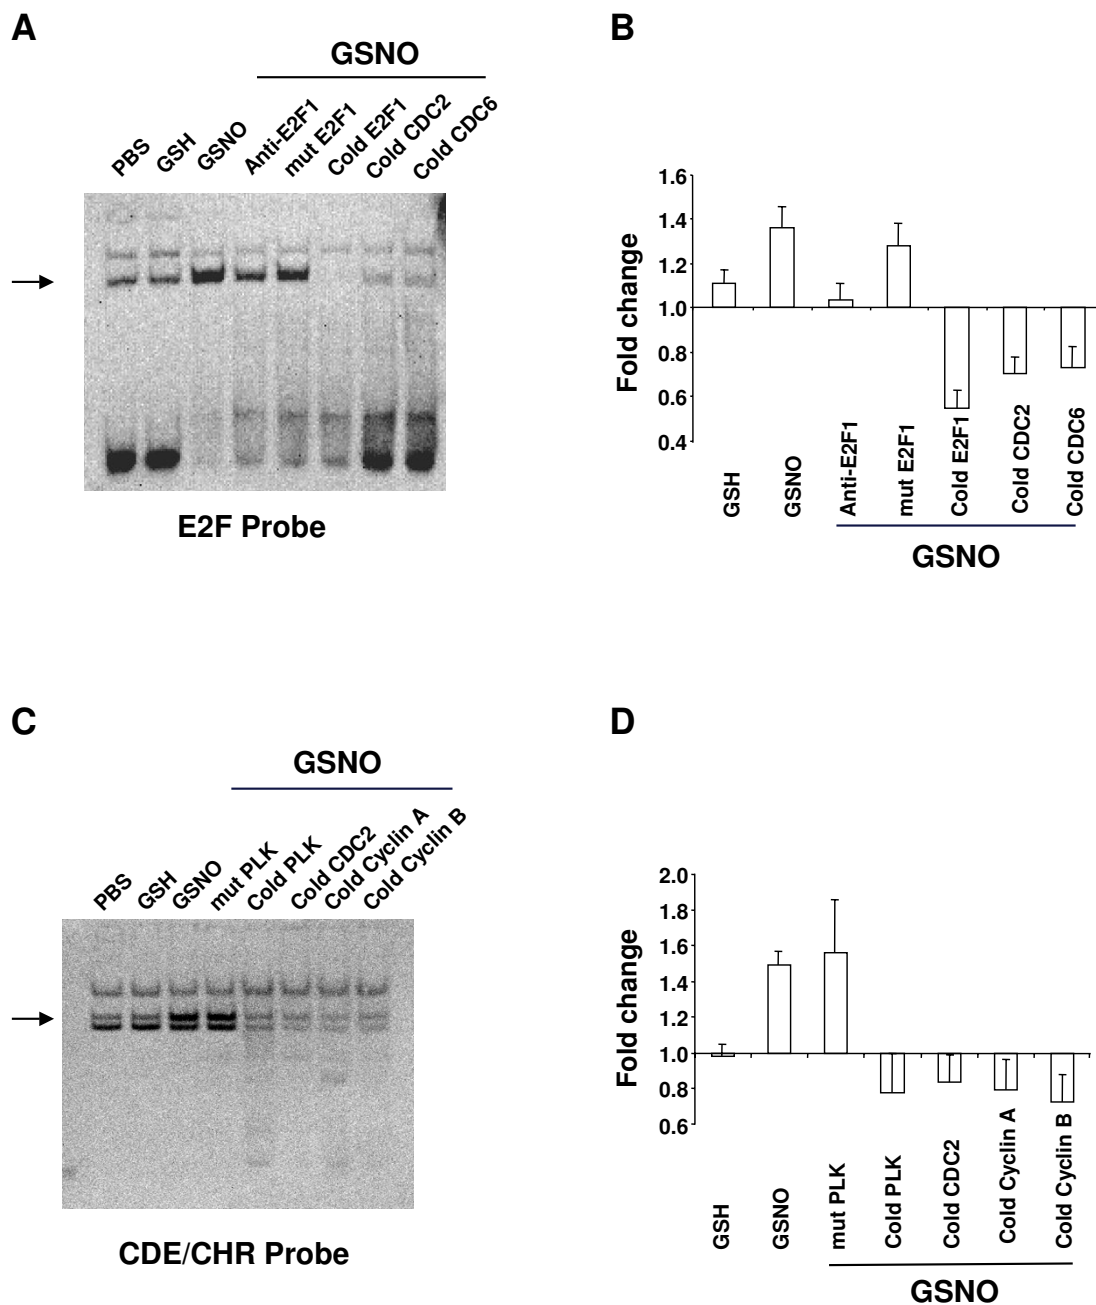 A
GSNO
PBS
GSH
GSNO
Anti-E2F1
mut E2F1
Cold E2F1
Cold CDC2
Cold CDC6
E2F Probe
B
Fold change
1.6
1.4
1.2
1.0
0.8
0.6
0.4
GSH
GSNO
Anti-E2F1
mut E2F1
Cold E2F1
Cold CDC2
Cold CDC6
GSNO
C
GSNO
PBS
GSH
GSNO
mut PLK
Cold PLK
Cold CDC2
Cold Cyclin A
Cold Cyclin B
CDE/CHR Probe
D
Fold change
2.0
1.8
1.6
1.4
1.2
1.0
0.8
0.6
GSH
GSNO
mut PLK
Cold PLK
Cold CDC2
Cold Cyclin A
Cold Cyclin B
GSNO